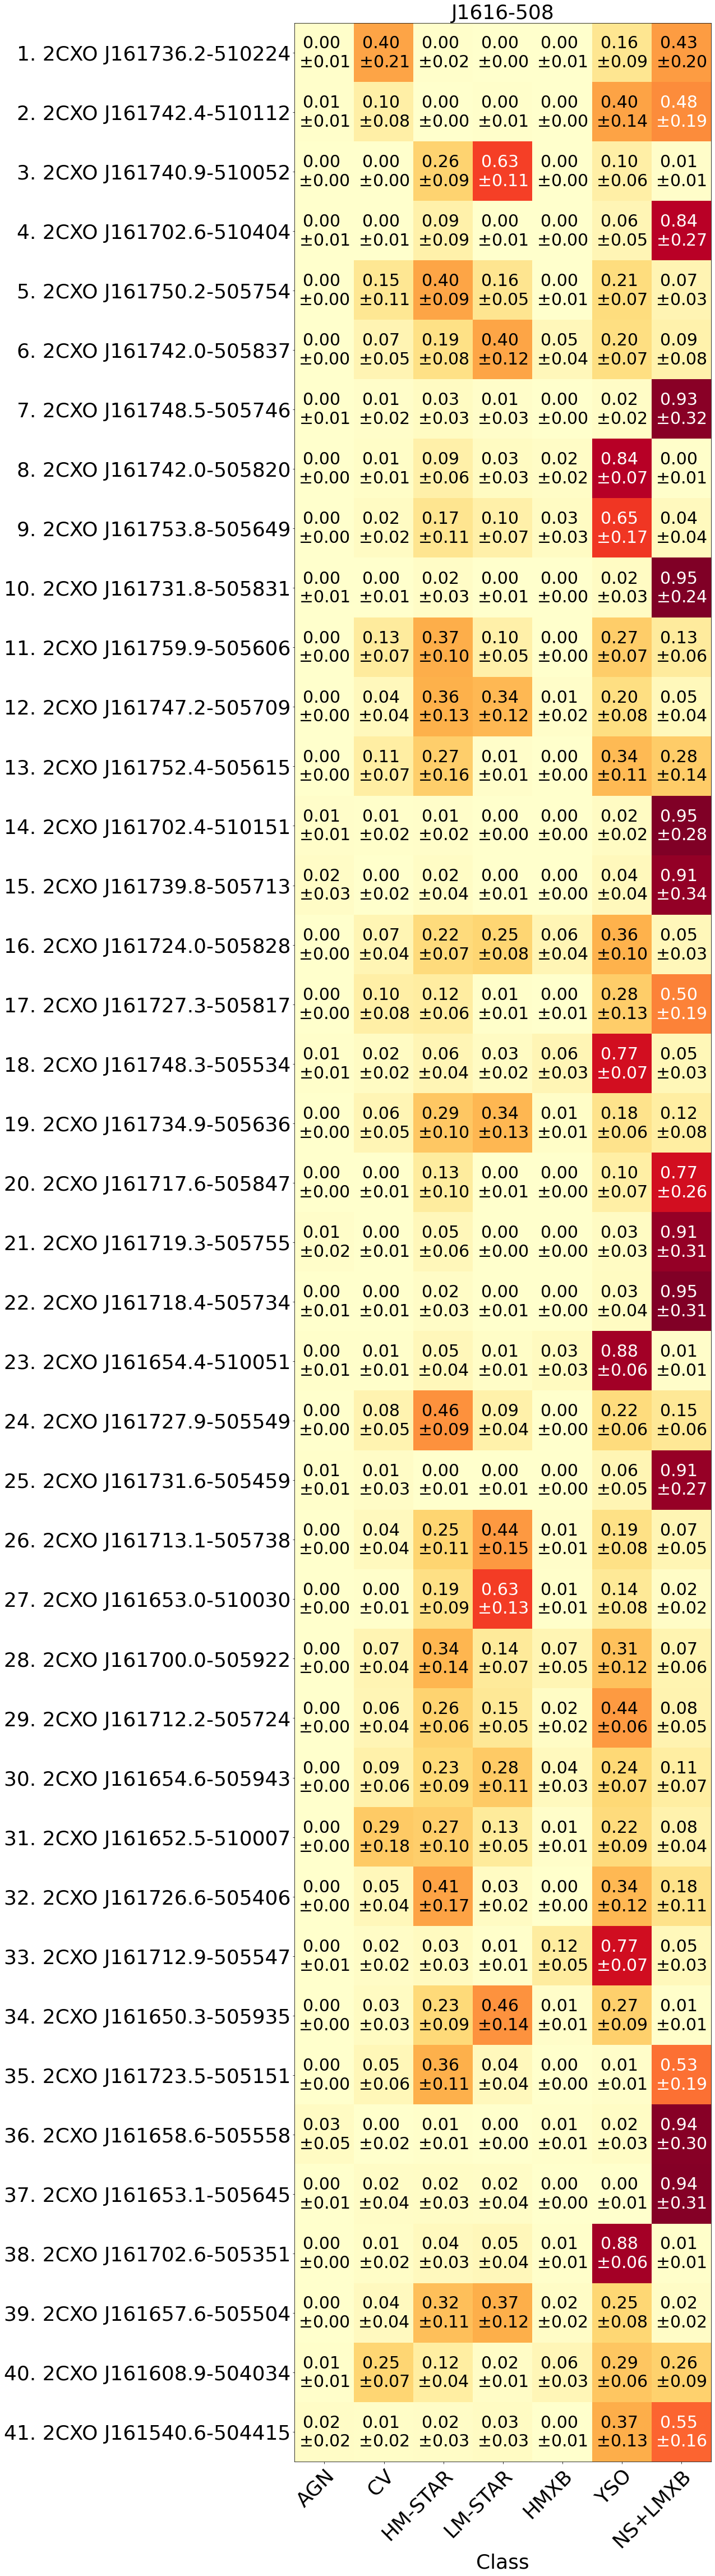 J1616-508
1. 2CXO J161736.2-510224 0.00 0.40 0.00 0.00 0.00 0.16 0.43
±0.01 ±0.21 ±0.02 ±0.00 ±0.01 ±0.09 ±0.20
2. 2CXO J161742.4-510112 0.01 0.10 0.00 0.00 0.00 0.40 0.48
±0.01 ±0.08 ±0.00 ±0.01 ±0.00 ±0.14 ±0.19
3. 2CXO J161740.9-510052 0.00 0.00 0.26 0.63 0.00 0.10 0.01
±0.00 ±0.00 ±0.09 ±0.11 ±0.00 ±0.06 ±0.01
4. 2CXO J161702.6-510404 0.00 0.00 0.09 0.00 0.00 0.06 0.84
±0.01 ±0.01 ±0.09 ±0.01 ±0.00 ±0.05 ±0.27
5. 2CXO J161750.2-505754 0.00 0.15 0.40 0.16 0.00 0.21 0.07
±0.00 ±0.11 ±0.09 ±0.05 ±0.01 ±0.07 ±0.03
6. 2CXO J161742.0-505837 0.00 0.07 0.19 0.40 0.05 0.20 0.09
±0.00 ±0.05 ±0.08 ±0.12 ±0.04 ±0.07 ±0.08
7. 2CXO J161748.5-505746 0.00 0.01 0.03 0.01 0.00 0.02 0.93
±0.01 ±0.02 ±0.03 ±0.03 ±0.00 ±0.02 ±0.32
8. 2CXO J161742.0-505820 0.00 0.01 0.09 0.03 0.02 0.84 0.00
±0.00 ±0.01 ±0.06 ±0.03 ±0.02 ±0.07 ±0.01
9. 2CXO J161753.8-505649 0.00 0.02 0.17 0.10 0.03 0.65 0.04
±0.00 ±0.02 ±0.11 ±0.07 ±0.03 ±0.17 ±0.04
10. 2CXO J161731.8-505831 0.00 0.00 0.02 0.00 0.00 0.02 0.95
±0.01 ±0.01 ±0.03 ±0.01 ±0.00 ±0.03 ±0.24
11. 2CXO J161759.9-505606 0.00 0.13 0.37 0.10 0.00 0.27 0.13
±0.00 ±0.07 ±0.10 ±0.05 ±0.00 ±0.07 ±0.06
12. 2CXO J161747.2-505709 0.00 0.04 0.36 0.34 0.01 0.20 0.05
±0.00 ±0.04 ±0.13 ±0.12 ±0.02 ±0.08 ±0.04
13. 2CXO J161752.4-505615 0.00 0.11 0.27 0.01 0.00 0.34 0.28
±0.00 ±0.07 ±0.16 ±0.01 ±0.00 ±0.11 ±0.14
14. 2CXO J161702.4-510151 0.01 0.01 0.01 0.00 0.00 0.02 0.95
±0.01 ±0.02 ±0.02 ±0.00 ±0.00 ±0.02 ±0.28
15. 2CXO J161739.8-505713 0.02 0.00 0.02 0.00 0.00 0.04 0.91
±0.03 ±0.02 ±0.04 ±0.01 ±0.00 ±0.04 ±0.34
16. 2CXO J161724.0-505828 0.00 0.07 0.22 0.25 0.06 0.36 0.05
±0.00 ±0.04 ±0.07 ±0.08 ±0.04 ±0.10 ±0.03
17. 2CXO J161727.3-505817 0.00 0.10 0.12 0.01 0.00 0.28 0.50
±0.00 ±0.08 ±0.06 ±0.01 ±0.01 ±0.13 ±0.19
18. 2CXO J161748.3-505534 0.01 0.02 0.06 0.03 0.06 0.77 0.05
±0.01 ±0.02 ±0.04 ±0.02 ±0.03 ±0.07 ±0.03
19. 2CXO J161734.9-505636 0.00 0.06 0.29 0.34 0.01 0.18 0.12
±0.00 ±0.05 ±0.10 ±0.13 ±0.01 ±0.06 ±0.08
20. 2CXO J161717.6-505847 0.00 0.00 0.13 0.00 0.00 0.10 0.77
±0.00 ±0.01 ±0.10 ±0.01 ±0.00 ±0.07 ±0.26
21. 2CXO J161719.3-505755 0.01 0.00 0.05 0.00 0.00 0.03 0.91
±0.02 ±0.01 ±0.06 ±0.00 ±0.00 ±0.03 ±0.31
22. 2CXO J161718.4-505734 0.00 0.00 0.02 0.00 0.00 0.03 0.95
±0.01 ±0.01 ±0.03 ±0.01 ±0.00 ±0.04 ±0.31
23. 2CXO J161654.4-510051 0.00 0.01 0.05 0.01 0.03 0.88 0.01
±0.01 ±0.01 ±0.04 ±0.01 ±0.03 ±0.06 ±0.01
24. 2CXO J161727.9-505549 0.00 0.08 0.46 0.09 0.00 0.22 0.15
±0.00 ±0.05 ±0.09 ±0.04 ±0.00 ±0.06 ±0.06
25. 2CXO J161731.6-505459 0.01 0.01 0.00 0.00 0.00 0.06 0.91
±0.01 ±0.03 ±0.01 ±0.01 ±0.00 ±0.05 ±0.27
26. 2CXO J161713.1-505738 0.00 0.04 0.25 0.44 0.01 0.19 0.07
±0.00 ±0.04 ±0.11 ±0.15 ±0.01 ±0.08 ±0.05
27. 2CXO J161653.0-510030 0.00 0.00 0.19 0.63 0.01 0.14 0.02
±0.00 ±0.01 ±0.09 ±0.13 ±0.01 ±0.08 ±0.02
28. 2CXO J161700.0-505922 0.00 0.07 0.34 0.14 0.07 0.31 0.07
±0.00 ±0.04 ±0.14 ±0.07 ±0.05 ±0.12 ±0.06
29. 2CXO J161712.2-505724 0.00 0.06 0.26 0.15 0.02 0.44 0.08
±0.00 ±0.04 ±0.06 ±0.05 ±0.02 ±0.06 ±0.05
30. 2CXO J161654.6-505943 0.00 0.09 0.23 0.28 0.04 0.24 0.11
±0.00 ±0.06 ±0.09 ±0.11 ±0.03 ±0.07 ±0.07
31. 2CXO J161652.5-510007 0.00 0.29 0.27 0.13 0.01 0.22 0.08
±0.00 ±0.18 ±0.10 ±0.05 ±0.01 ±0.09 ±0.04
32. 2CXO J161726.6-505406 0.00 0.05 0.41 0.03 0.00 0.34 0.18
±0.00 ±0.04 ±0.17 ±0.02 ±0.00 ±0.12 ±0.11
33. 2CXO J161712.9-505547 0.00 0.02 0.03 0.01 0.12 0.77 0.05
±0.01 ±0.02 ±0.03 ±0.01 ±0.05 ±0.07 ±0.03
34. 2CXO J161650.3-505935 0.00 0.03 0.23 0.46 0.01 0.27 0.01
±0.00 ±0.03 ±0.09 ±0.14 ±0.01 ±0.09 ±0.01
35. 2CXO J161723.5-505151 0.00 0.05 0.36 0.04 0.00 0.01 0.53
±0.00 ±0.06 ±0.11 ±0.04 ±0.00 ±0.01 ±0.19
36. 2CXO J161658.6-505558 0.03 0.00 0.01 0.00 0.01 0.02 0.94
±0.05 ±0.02 ±0.01 ±0.00 ±0.01 ±0.03 ±0.30
37. 2CXO J161653.1-505645 0.00 0.02 0.02 0.02 0.00 0.00 0.94
±0.01 ±0.04 ±0.03 ±0.04 ±0.00 ±0.01 ±0.31
38. 2CXO J161702.6-505351 0.00 0.01 0.04 0.05 0.01 0.88 0.01
±0.00 ±0.02 ±0.03 ±0.04 ±0.01 ±0.06 ±0.01
39. 2CXO J161657.6-505504 0.00 0.04 0.32 0.37 0.02 0.25 0.02
±0.00 ±0.04 ±0.11 ±0.12 ±0.02 ±0.08 ±0.02
40. 2CXO J161608.9-504034 0.01 0.25 0.12 0.02 0.06 0.29 0.26
±0.01 ±0.07 ±0.04 ±0.01 ±0.03 ±0.06 ±0.09
41. 2CXO J161540.6-504415 0.02 0.01 0.02 0.03 0.00 0.37 0.55
±0.02 ±0.02 ±0.03 ±0.03 ±0.01 ±0.13 ±0.16
AGN CV HM-STAR LM-STAR HMXB YSO NS+LMXB
Class